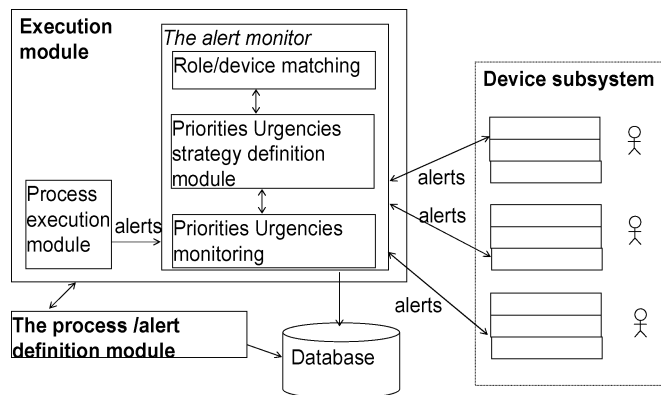 Execution
module
The alert monitor
Role/device matching
Priorities Urgencies
strategy definition
module
Priorities Urgencies
monitoring
Process
execution
module
alerts
Device subsystem
alerts
alerts
alerts
The process /alert
definition module
Database